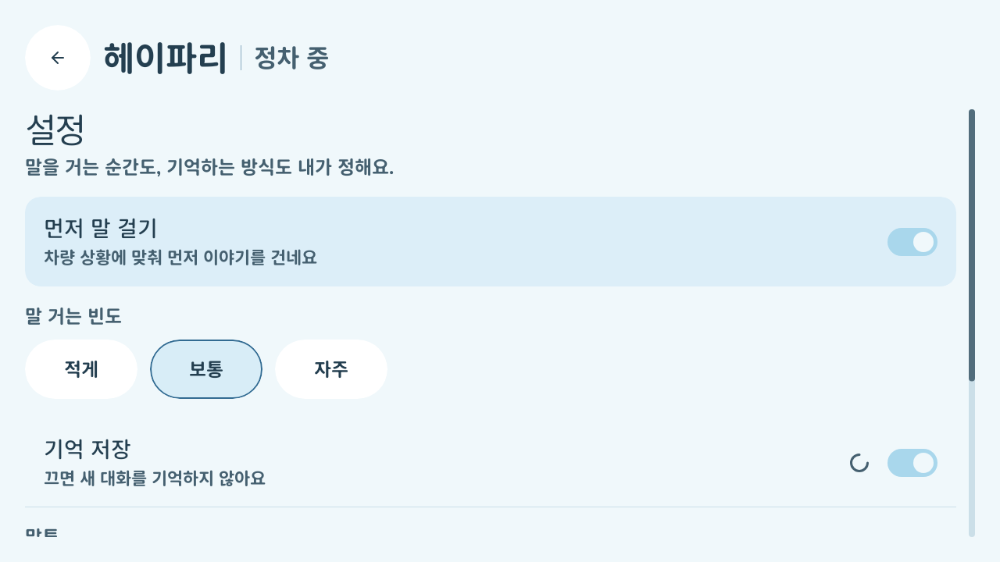 헤이파리
정차 중
설정
말을 거는 순간도, 기억하는 방식도 내가 정해요.
먼저 말 걸기
차량 상황에 맞춰 먼저 이야기를 건네요
말 거는 빈도
적게
보통
자주
기억 저장
끄면 새 대화를 기억하지 않아요